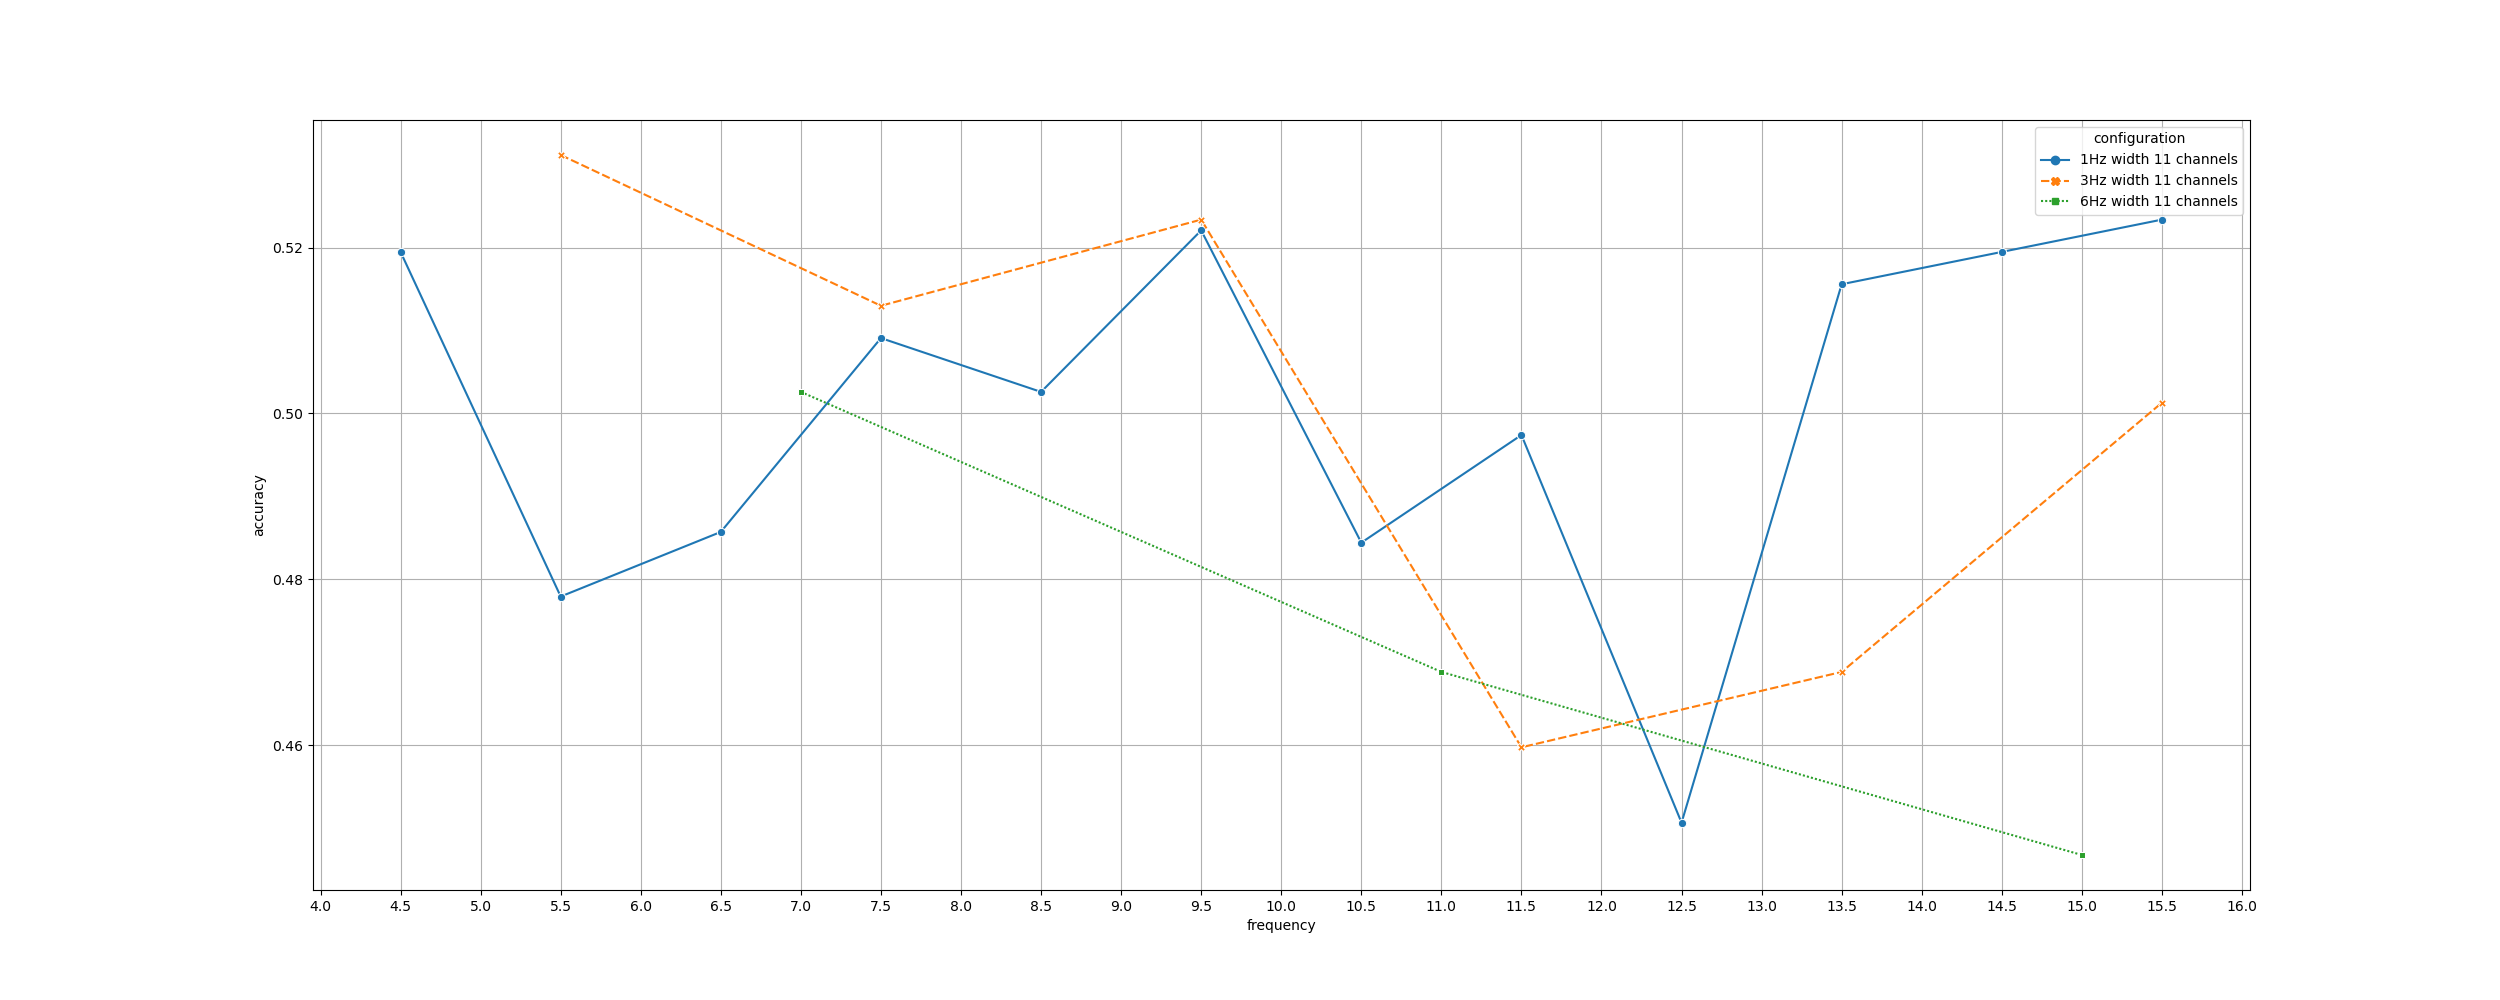 configuration
1Hz width 11 channels
3Hz width 11 channels
6Hz width 11 channels
0.52
0.50
0.48
0.46
accuracy
4.0 4.5 5.0 5.5 6.0 6.5 7.0 7.5 8.0 8.5 9.0 9.5 10.0 10.5 11.0 11.5 12.0 12.5 13.0 13.5 14.0 14.5 15.0 15.5 16.0
frequency